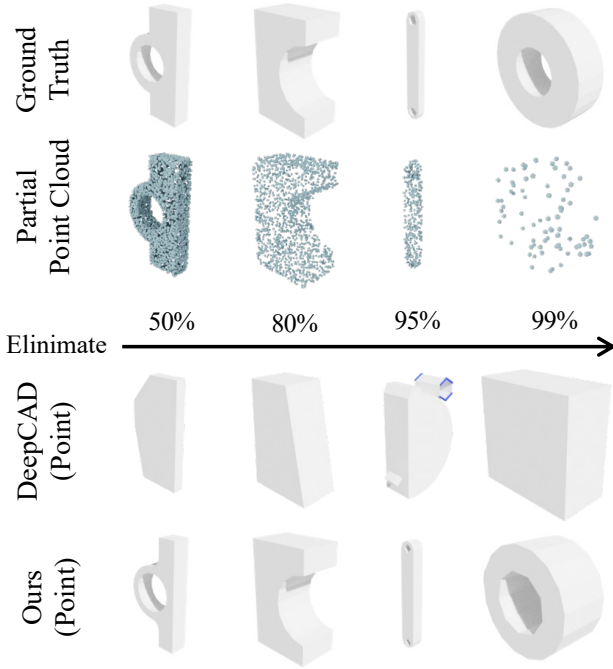 Ground
Truth
Partial
Point Cloud
50% 80% 95% 99%
Elinimate
DeepCAD
(Point)
Ours
(Point)